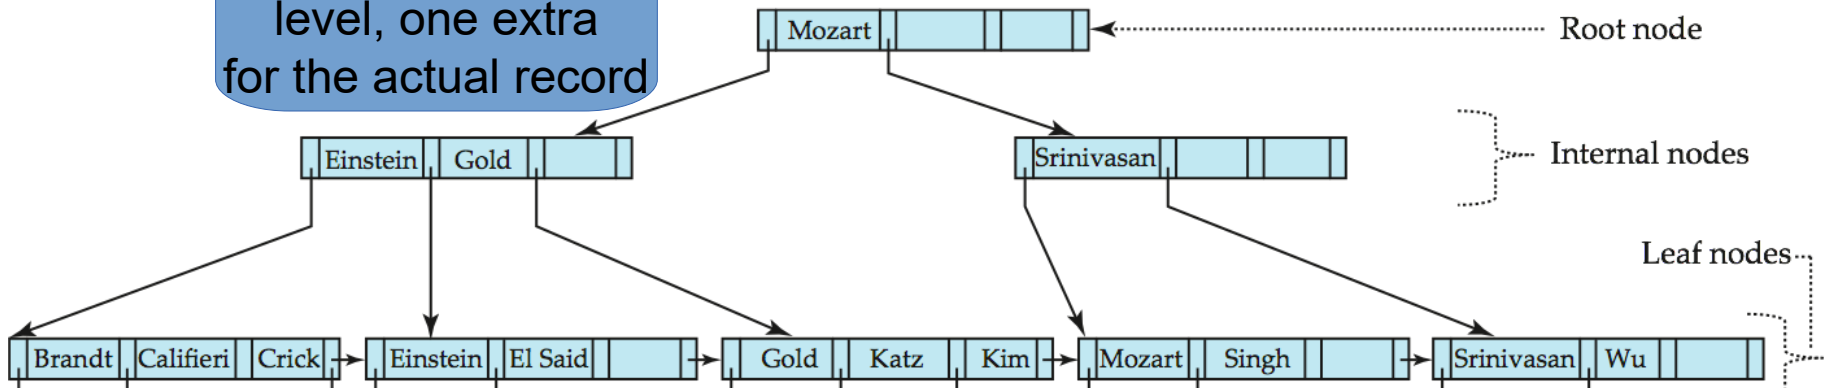 level, one extra
for the actual record
Mozart
Root node
Einstein Gold
Srinivasan
Internal nodes
Leaf nodes
Brandt Califieri Crick Einstein El Said Gold Katz Kim Mozart Singh Srinivasan Wu